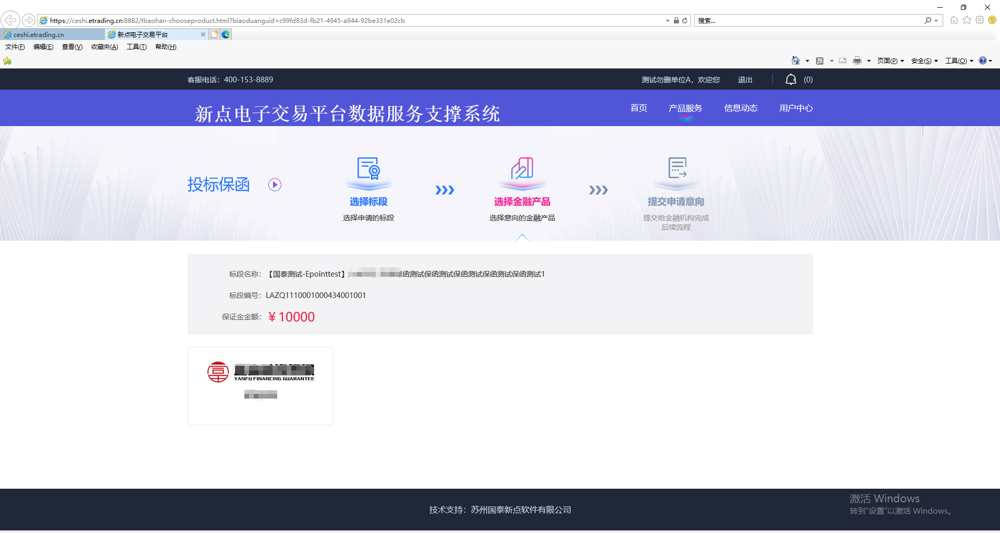 https://ceshi.etrading.cn:8882/tbaohan-chooseproduct.html?biaoduanguid=c99fd83d-fb21-4945-a944-92be331e02cb
搜索...
ceshi.etrading.cn
新点电子交易平台
文件(F) 编辑(E) 查看(V) 收藏夹(A) 工具(T) 帮助(H)
页面(P) 安全(S) 工具(O)
客服电话：400-153-8889
测试勿删单位A，欢迎您 退出 (0)
新点电子交易平台数据服务支撑系统
首页 产品服务 信息动态 用户中心
投标保函
选择标段
选择申请的标段
选择金融产品
选择意向的金融产品
提交申请意向
提交给金融机构完成
后续流程
标段名称：【国泰测试-Epointtest】函测试保函测试保函测试保函测试保函测试1
标段编号：LAZQ1110001000434001001
保证金金额：￥10000
YANFU FINANCING GUARANTEE
技术支持：苏州国泰新点软件有限公司
激活 Windows
转到"设置"以激活 Windows。